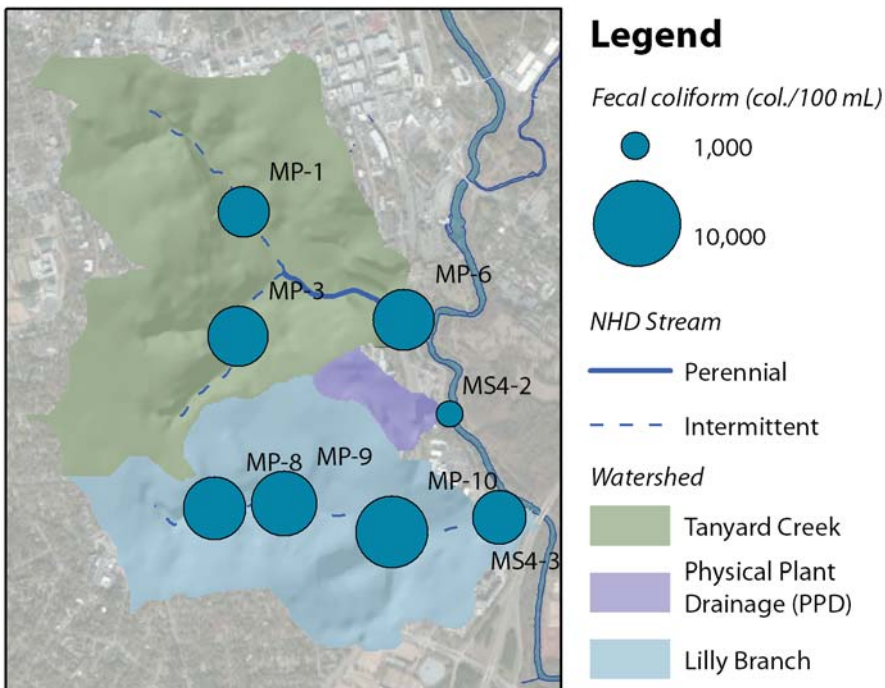 MP-1
MP-6
MP-3
MS4-2
MP-8
MP-9
MP-10
MS4-3
Legend
Fecal coliform (col./100 mL)
1,000
10,000
NHD Stream
Perennial
Intermittent
Watershed
Tanyard Creek
Physical Plant
Drainage (PPD)
Lilly Branch